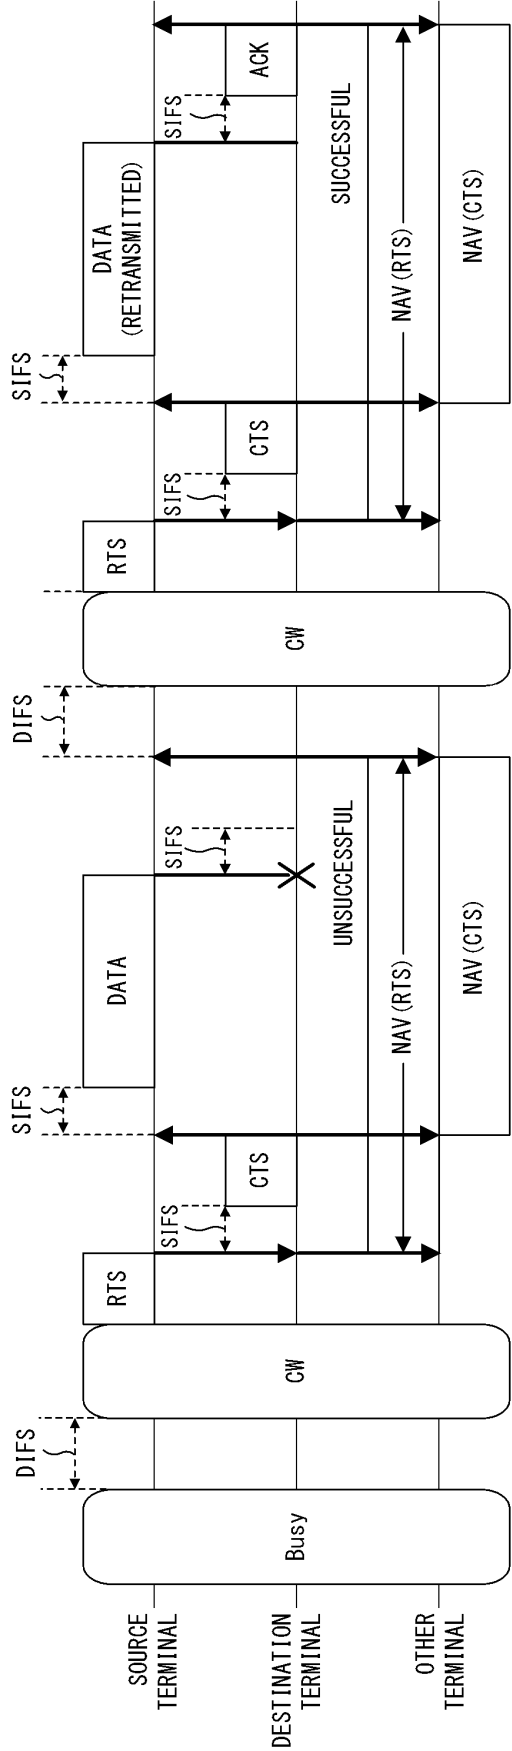 SOURCE
TERMINAL
DESTINATION
TERMINAL
OTHER
TERMINAL
Busy
DIFS
CW
RTS
SIFS
CTS
SIFS
DATA
SIFS
UNSUCCESSFUL
NAV(RTS)
NAV(CTS)
DIFS
CW
RTS
SIFS
CTS
SIFS
DATA
(RETRANSMITTED)
SIFS
ACK
SUCCESSFUL
NAV(RTS)
NAV(CTS)